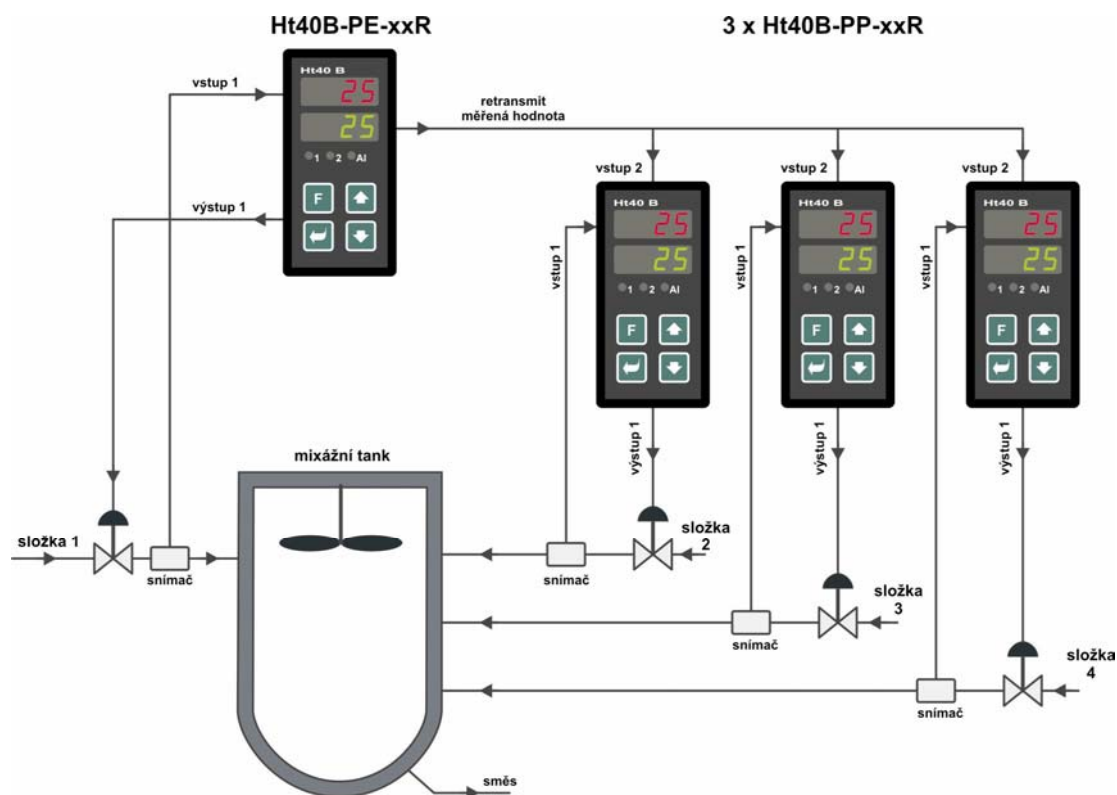 Ht40B-PE-xxR
3 x Ht40B-PP-xxR
Ht40 B
25
25
1 2 Al
F
vstup 1
výstup 1
retransmit
měřená hodnota
vstup 2
vstup 2
vstup 2
Ht40 B
25
25
1 2 Al
F
Ht40 B
25
25
1 2 Al
F
Ht40 B
25
25
1 2 Al
F
vstup 1
vstup 1
vstup 1
výstup 1
výstup 1
výstup 1
mixážní tank
složka 1
snímač
složka
2
snímač
složka
3
snímač
složka
4
snímač
směs